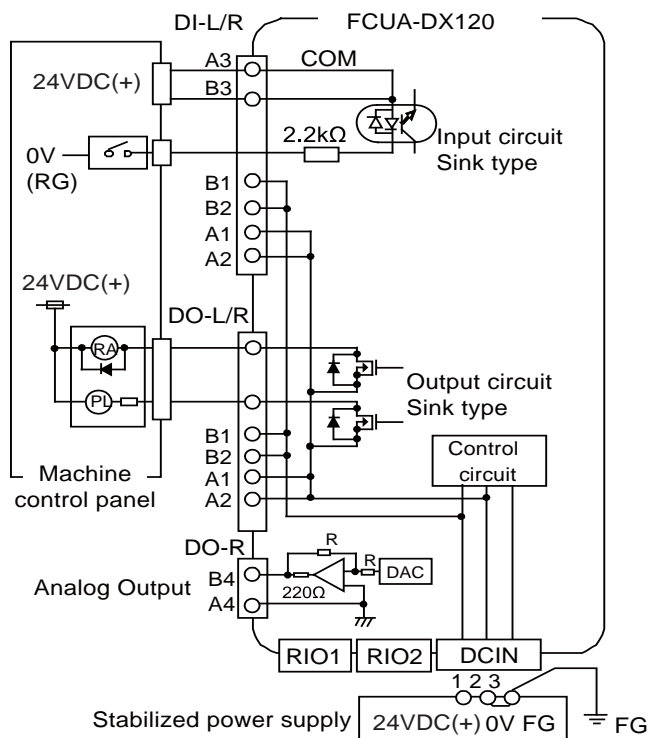 DI-L/R
FCUA-DX120
A3
COM
24VDC(+)
B3
2.2kΩ
Input circuit
Sink type
0V
(RG)
B1
B2
A1
A2
24VDC(+)
DO-L/R
RA
PL
Output circuit
Sink type
B1
B2
A1
A2
Control
circuit
Machine
control panel
DO-R
R
R
DAC
B4
220Ω
Analog Output
A4
RIO1
RIO2
DCIN
1 2 3
Stabilized power supply
24VDC(+) 0V FG
FG